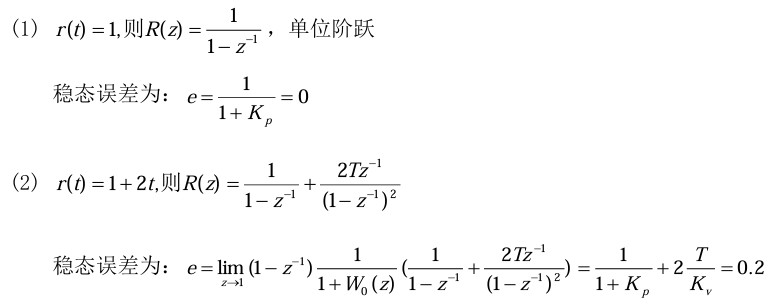 (1) r(t) = 1,则R(z) = \frac{1}{1 - z^{-1}}，单位阶跃
稳态误差为：e = \frac{1}{1 + K_p} = 0
(2) r(t) = 1 + 2t,则R(z) = \frac{1}{1 - z^{-1}} + \frac{2Tz^{-1}}{(1 - z^{-1})^2}
稳态误差为：e = \lim_{z \to 1} (1 - z^{-1}) \frac{1}{1 + W_0(z)} (\frac{1}{1 - z^{-1}} + \frac{2Tz^{-1}}{(1 - z^{-1})^2}) = \frac{1}{1 + K_p} + 2\frac{T}{K_v} = 0.2